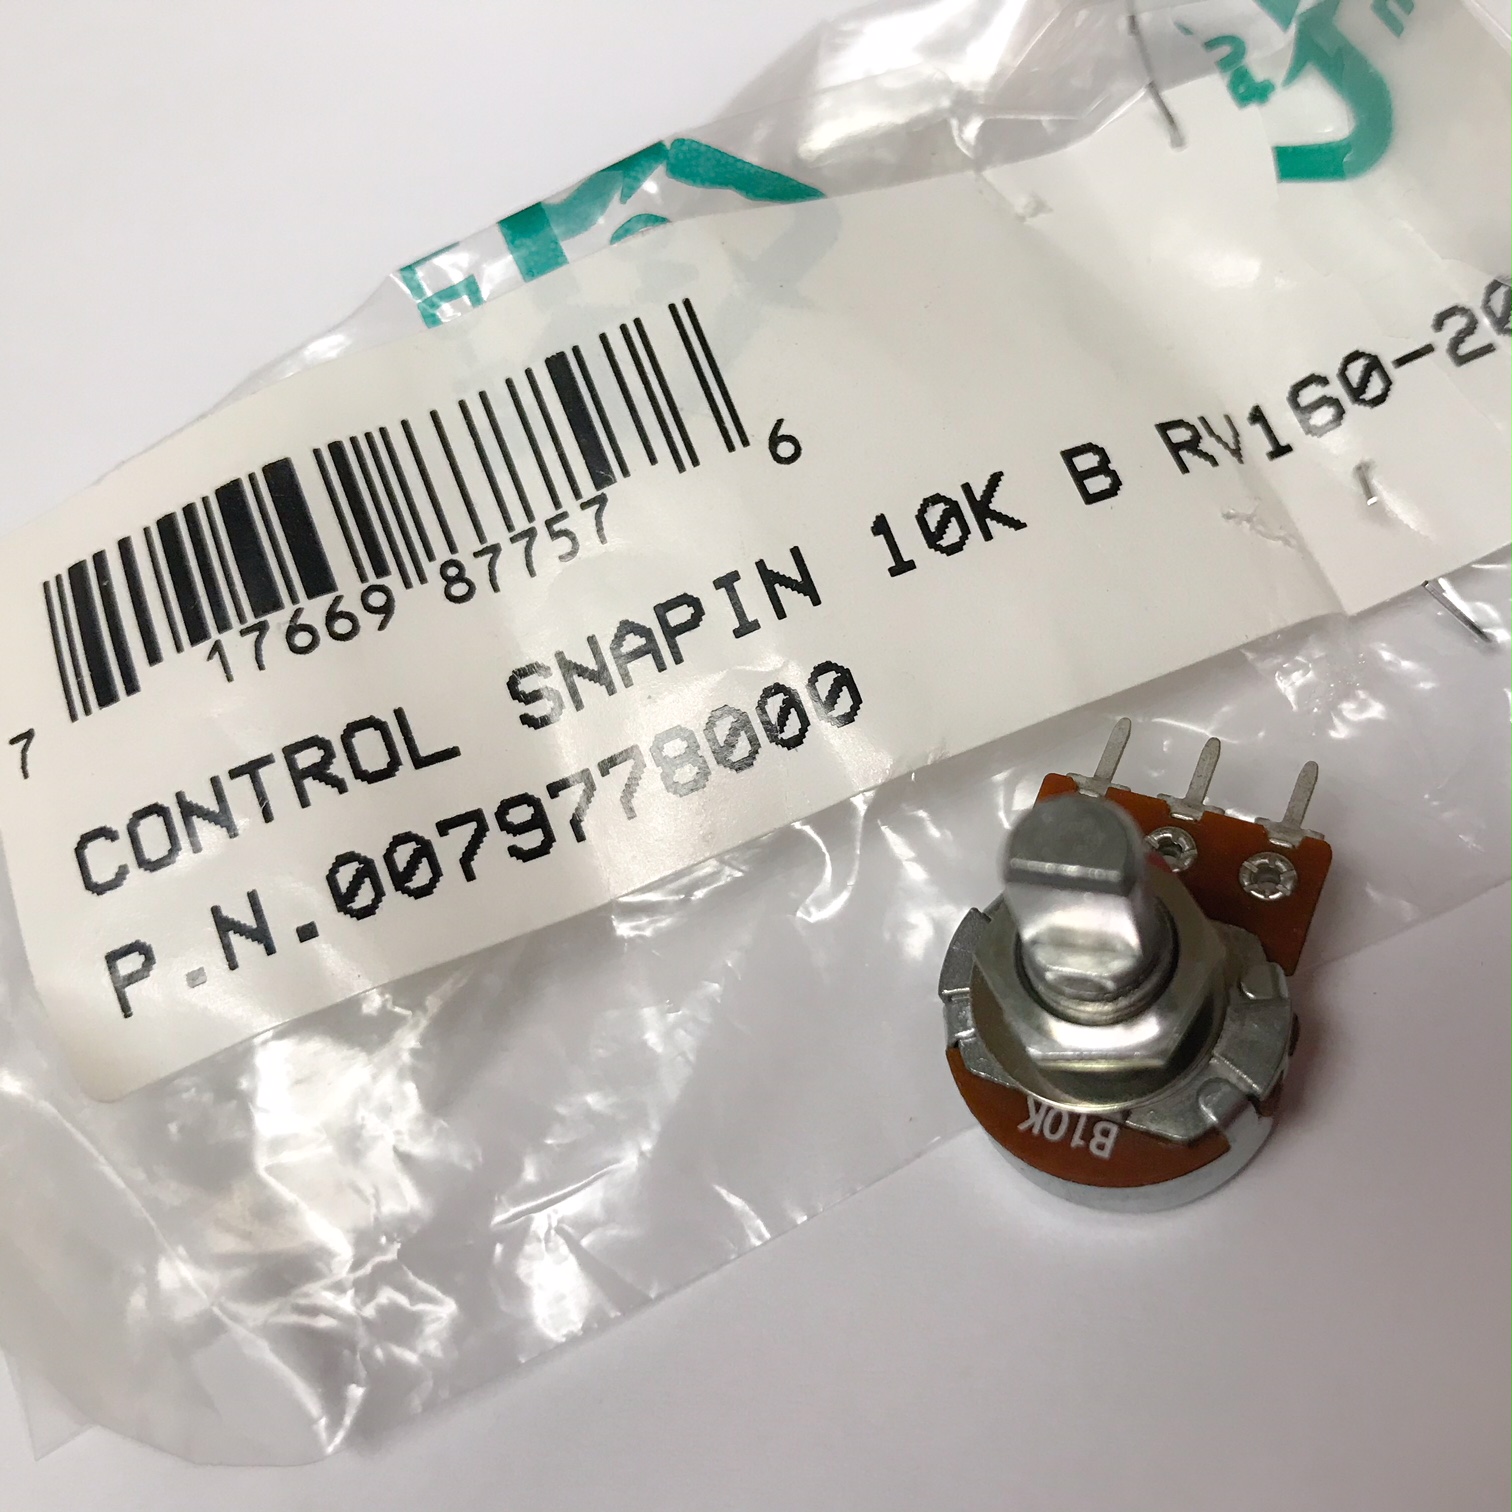 7 17669 87757 6
CONTROL SNAPIN 10K B RV160-20
P.N.0079778000
B10K